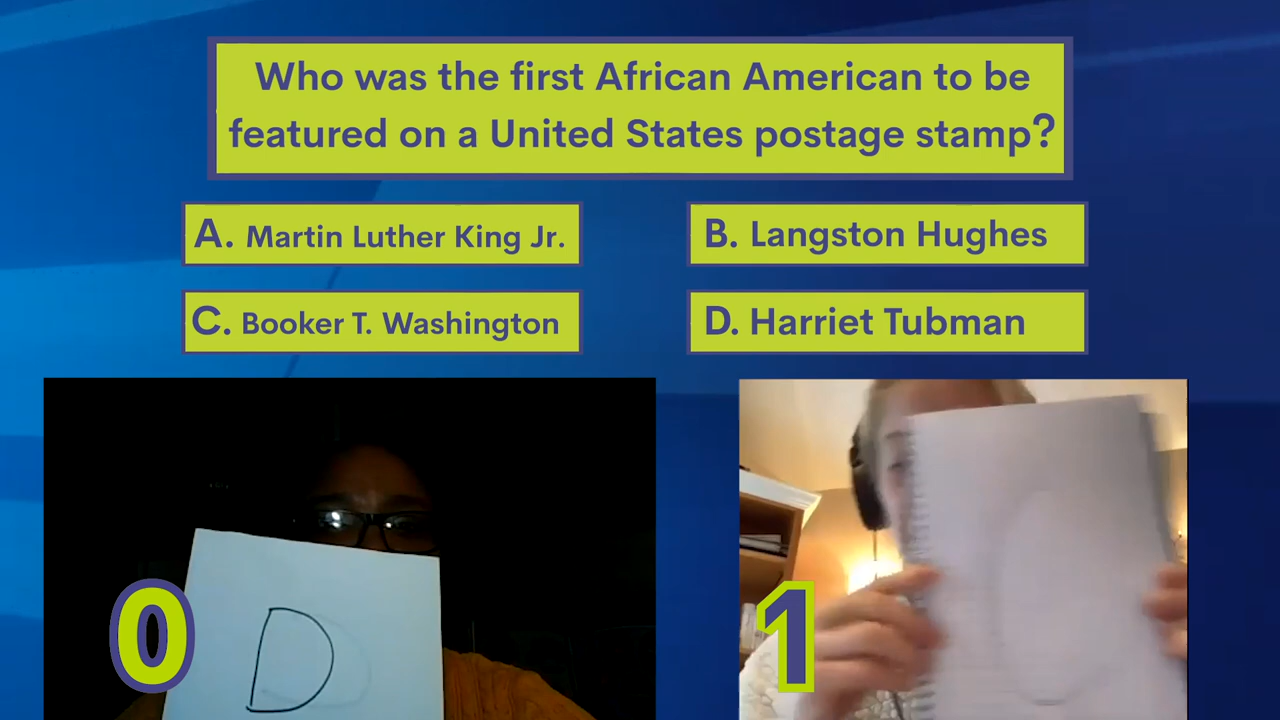 Who was the first African American to be
featured on a United States postage stamp?
A. Martin Luther King Jr.
B. Langston Hughes
C. Booker T. Washington
D. Harriet Tubman
0
D
1